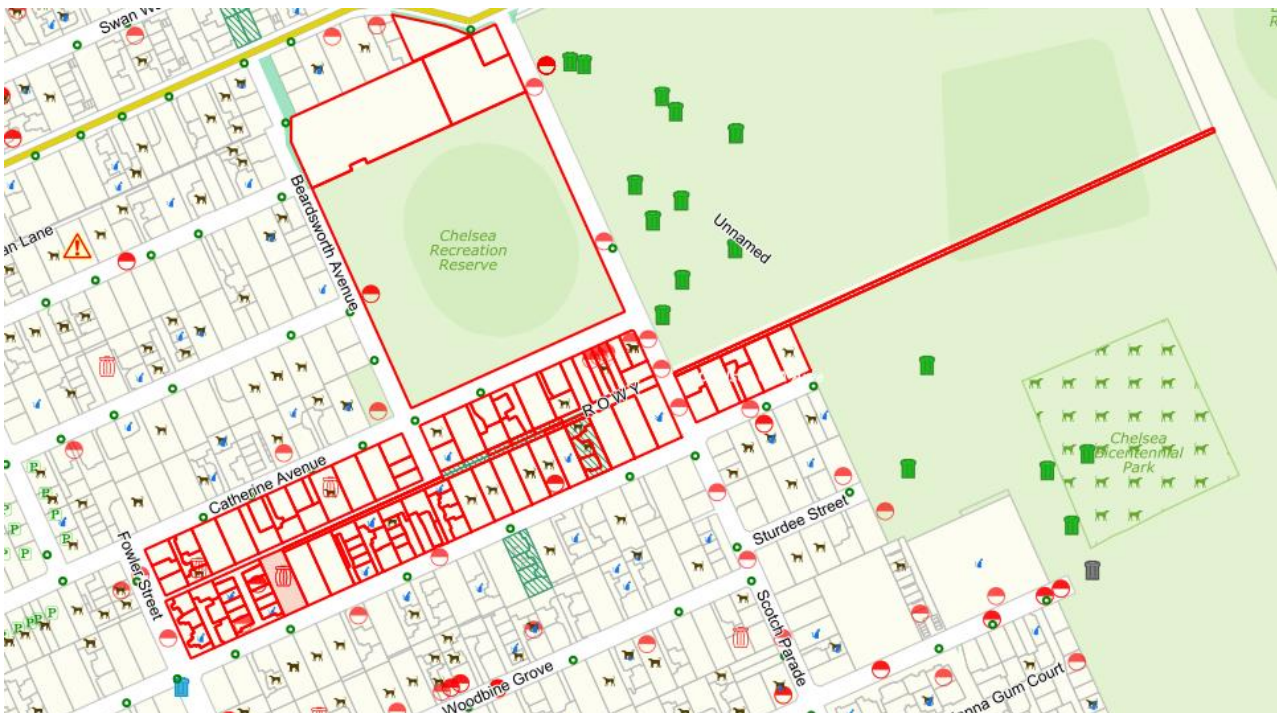 Swan W
an Lane
Beardsworth Avenue
Chelsea
Recreation
Reserve
Unnamed
R O W Y
Catherine Avenue
Fowler Street
Chelsea
Bicentennial
Park
Sturdee Street
Scotch Parade
Woodbine Grove
nna Gum Court
P
P
P
P
P
P
P
P
P
P
P